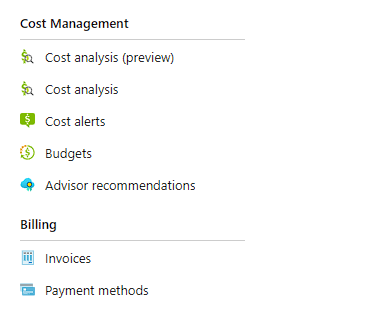 Cost Management
Cost analysis (preview)
Cost analysis
Cost alerts
Budgets
Advisor recommendations
Billing
Invoices
Payment methods